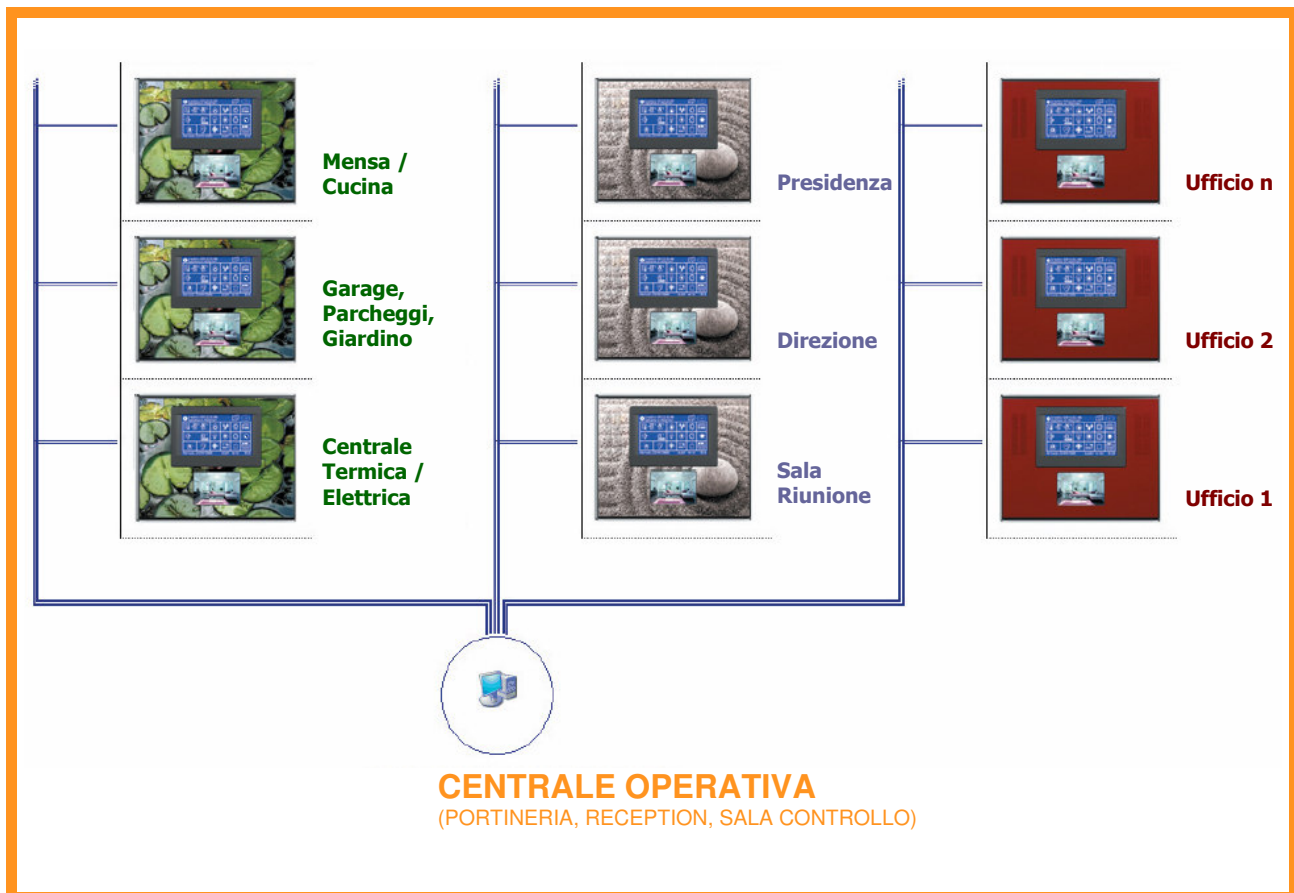 Mensa /
Cucina
Garage,
Parcheggi,
Giardino
Centrale
Termica /
Elettrica
Presidenza
Direzione
Sala
Riunione
Ufficio n
Ufficio 2
Ufficio 1
CENTRALE OPERATIVA
(PORTINERIA, RECEPTION, SALA CONTROLLO)